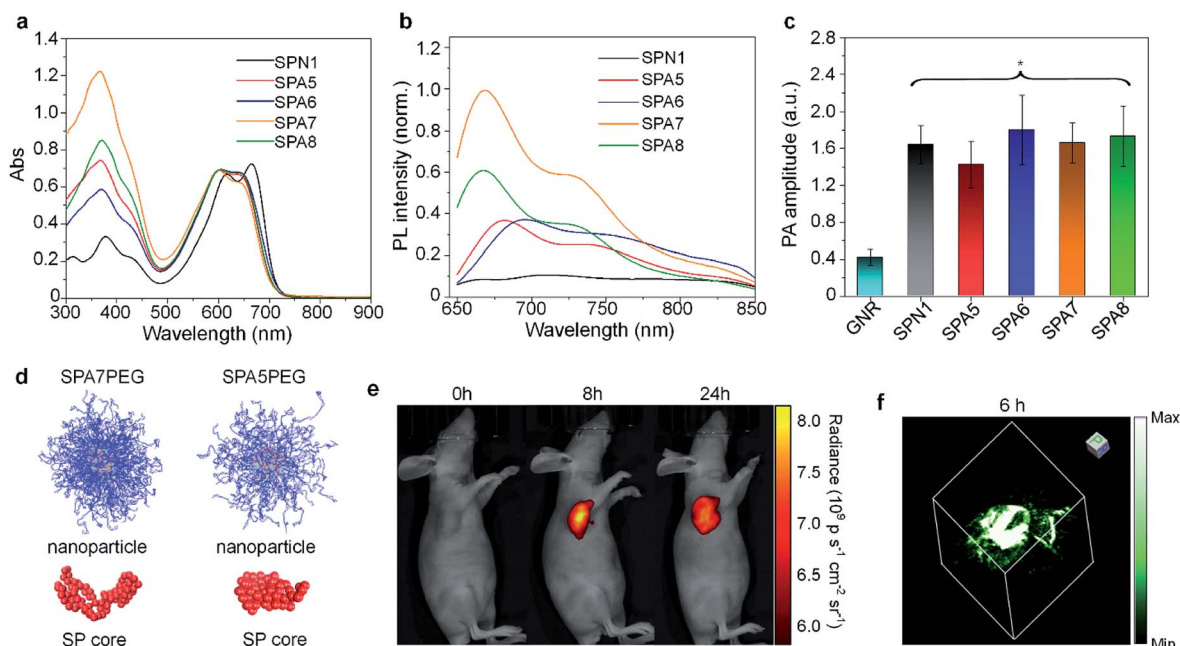 a
1.4
1.2
1.0
0.8
0.6
0.4
0.2
0
Abs
SPN1
SPA5
SPA6
SPA7
SPA8
300 400 500 600 700 800 900
Wavelength (nm)
b
1.0
0.8
0.6
0.4
0.2
0
PL intensity (norm.)
SPN1
SPA5
SPA6
SPA7
SPA8
650 700 750 800 850
Wavelength (nm)
c
2.8
2.4
2.0
1.6
1.2
0.8
0.4
0.0
PA amplitude (a.u.)
*
GNR SPN1 SPA5 SPA6 SPA7 SPA8
d
SPA7PEG SPA5PEG
nanoparticle nanoparticle
SP core SP core
e
0h 8h 24h
8.0
7.5
7.0
6.5
6.0
Radiance (10⁹ p s⁻¹ cm⁻² sr⁻¹)
f
6 h
Max
Min